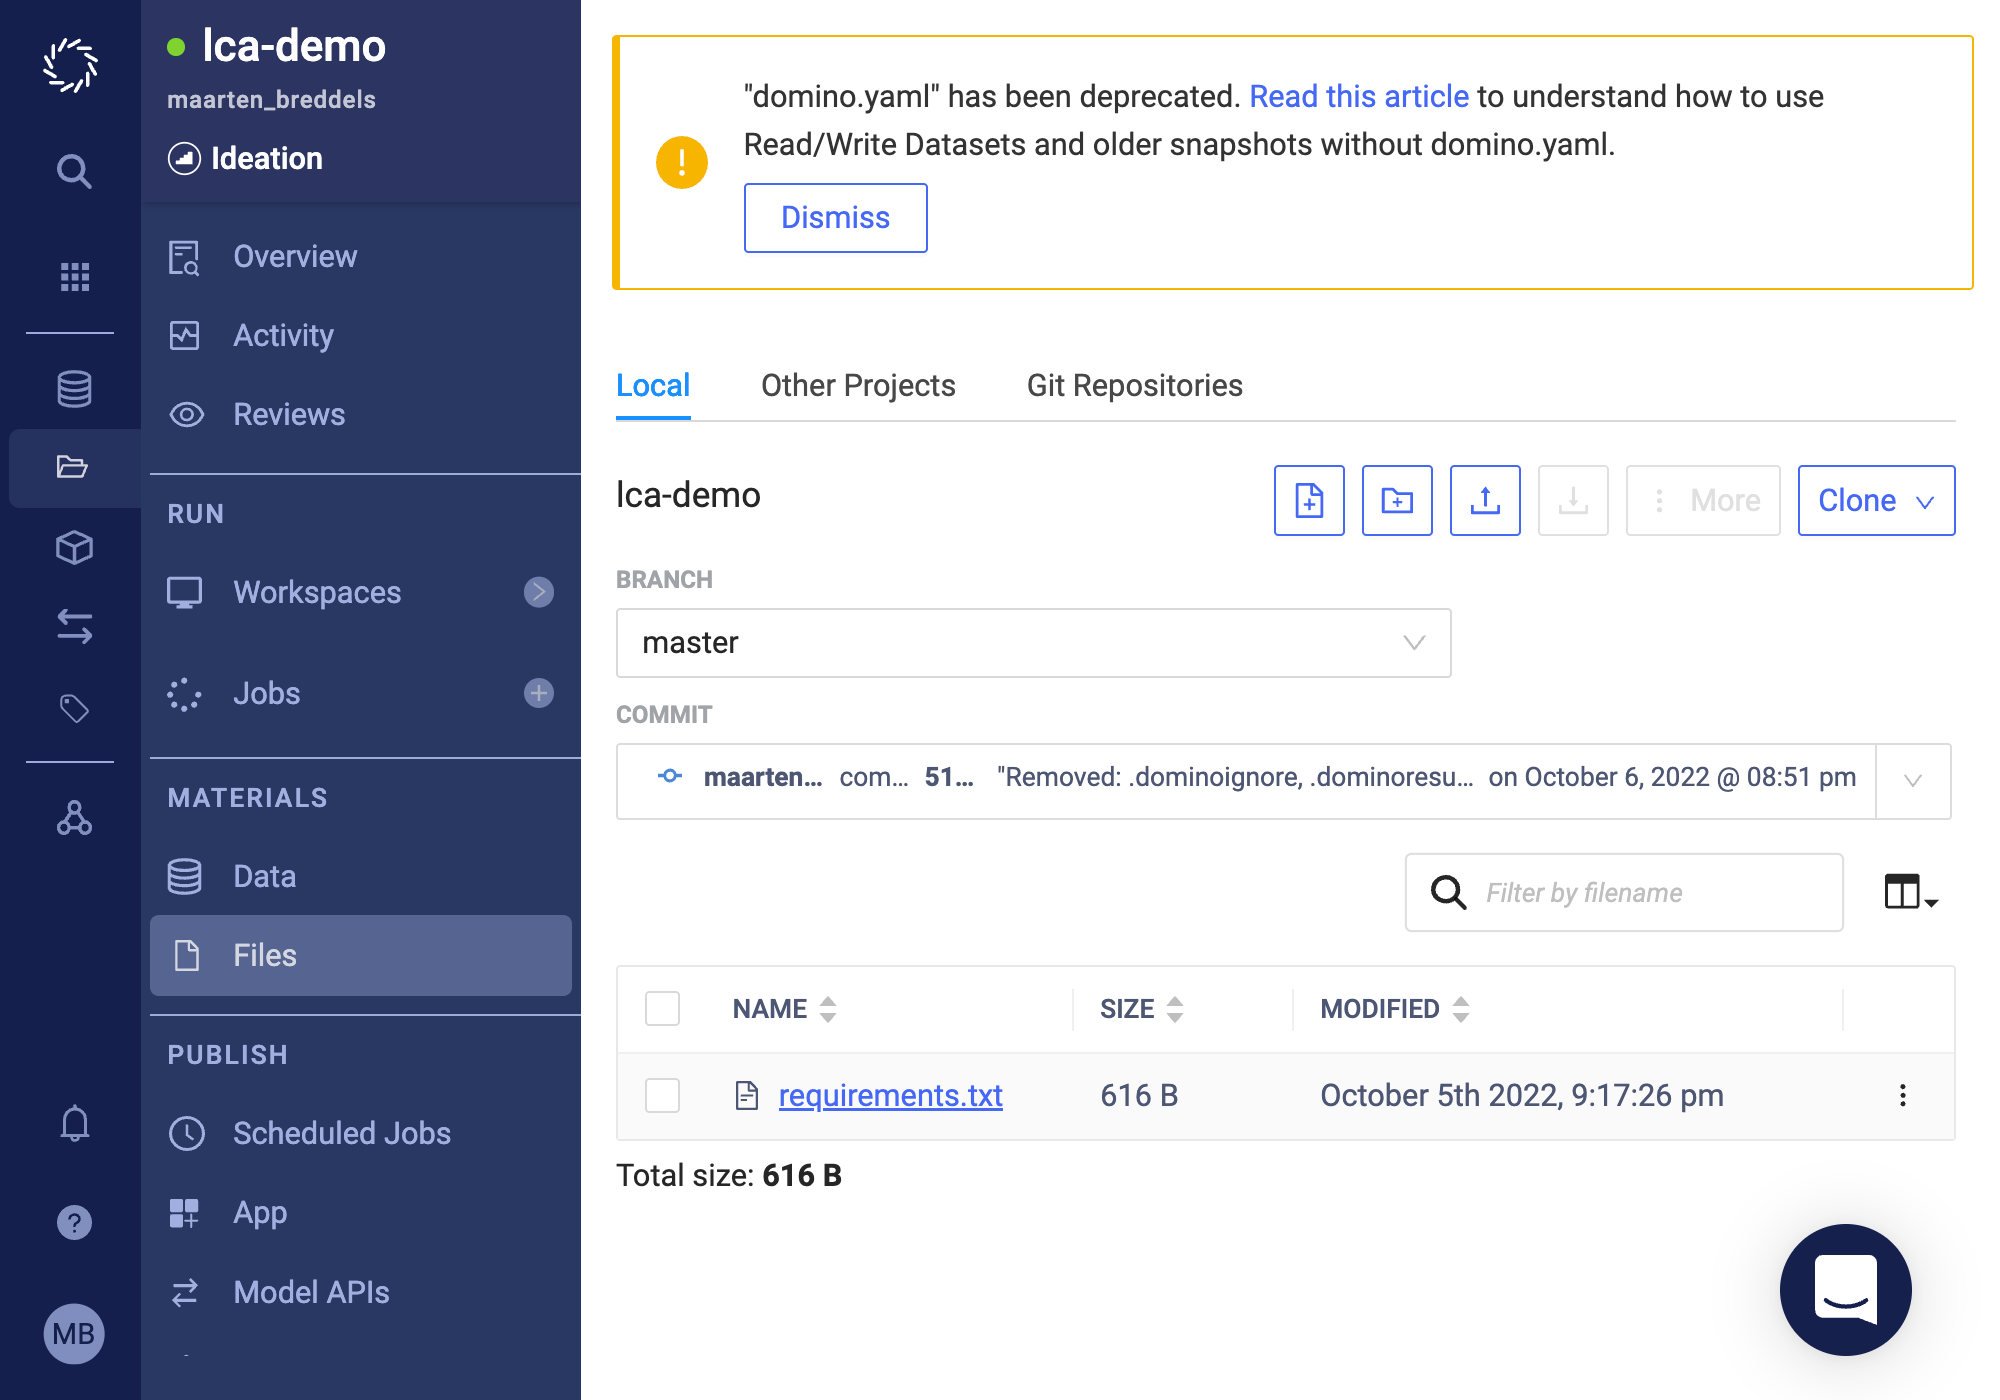 lca-demo
maarten_breddels
Ideation
Overview
Activity
Reviews
RUN
Workspaces
Jobs
MATERIALS
Data
Files
PUBLISH
Scheduled Jobs
App
Model APIs
?
MB
!
"domino.yaml" has been deprecated. Read this article to understand how to use
Read/Write Datasets and older snapshots without domino.yaml.
Dismiss
Local Other Projects Git Repositories
lca-demo
More
Clone
BRANCH
master
COMMIT
maarten... com... 51... "Removed: .dominoignore, .dominoresu... on October 6, 2022 @ 08:51 pm
Filter by filename
NAME SIZE MODIFIED
requirements.txt 616 B October 5th 2022, 9:17:26 pm
Total size: 616 B